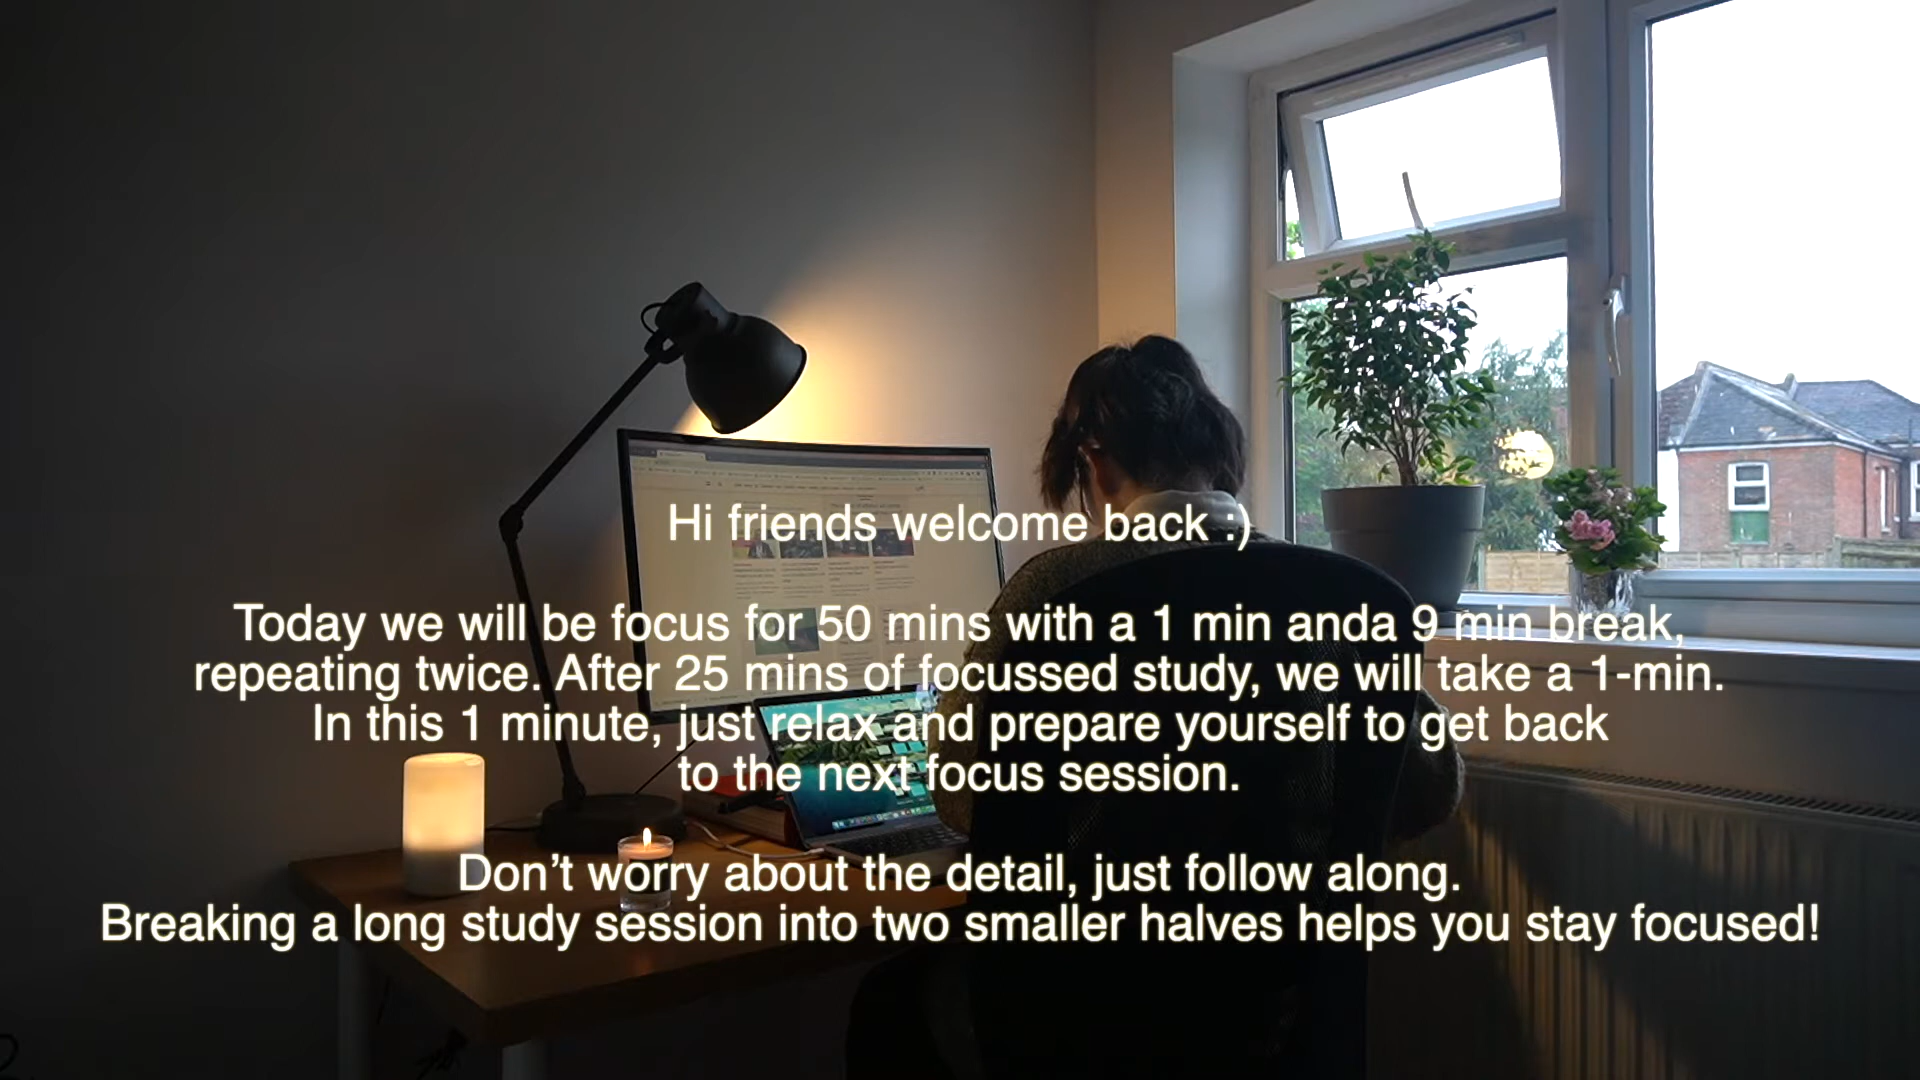 Hi friends welcome back :)
Today we will be focus for 50 mins with a 1 min anda 9 min break,
repeating twice. After 25 mins of focussed study, we will take a 1-min.
In this 1 minute, just relax and prepare yourself to get back
to the next focus session.
Don’t worry about the detail, just follow along.
Breaking a long study session into two smaller halves helps you stay focused!